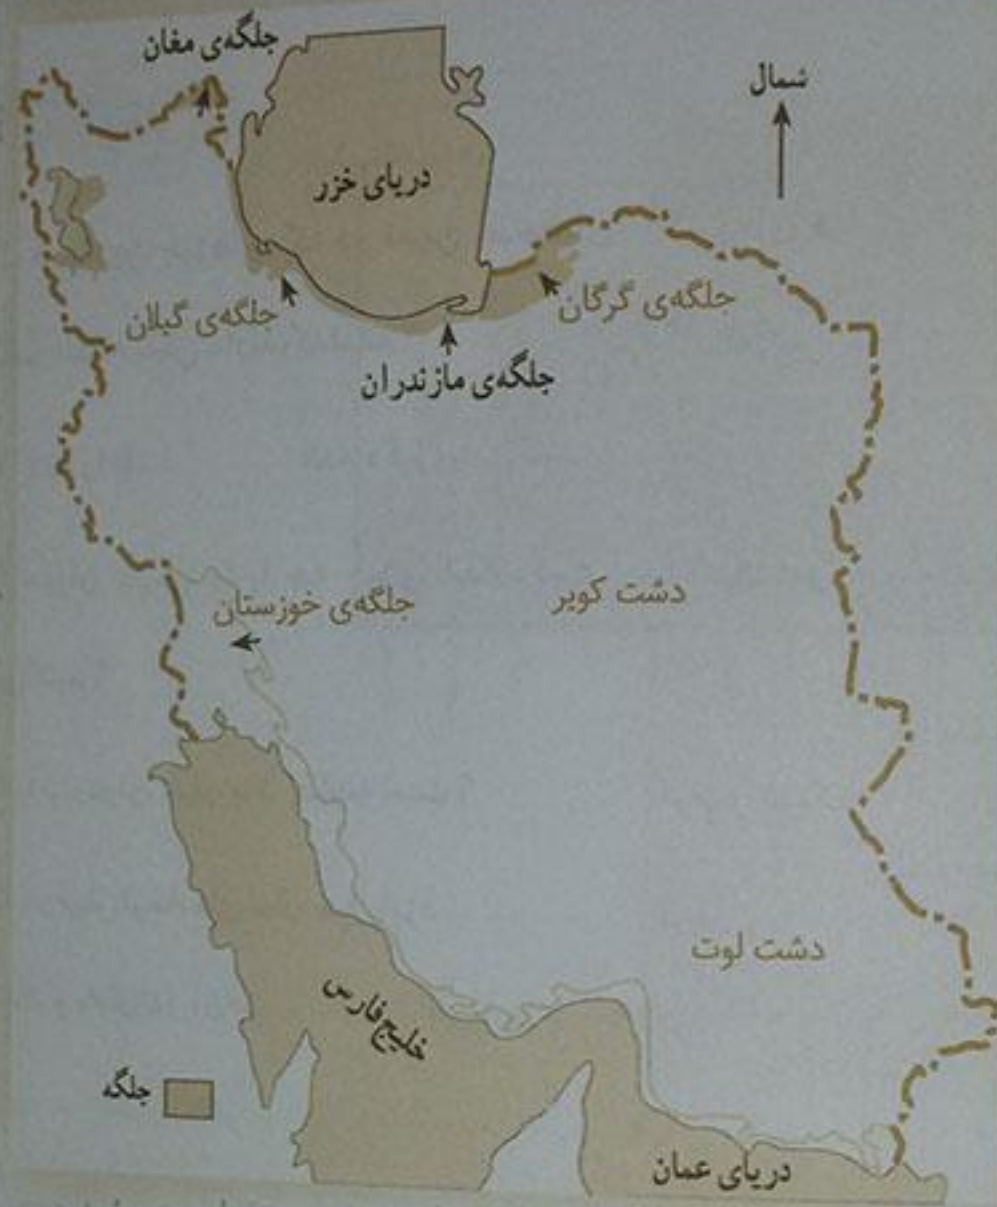 جلگه‌ی مغان
شمال
دریای خزر
جلگه‌ی گرگان
جلگه‌ی گیلان
جلگه‌ی مازندران
دشت کویر
جلگه‌ی خوزستان
دشت لوت
خلیج فارس
جلگه
دریای عمان